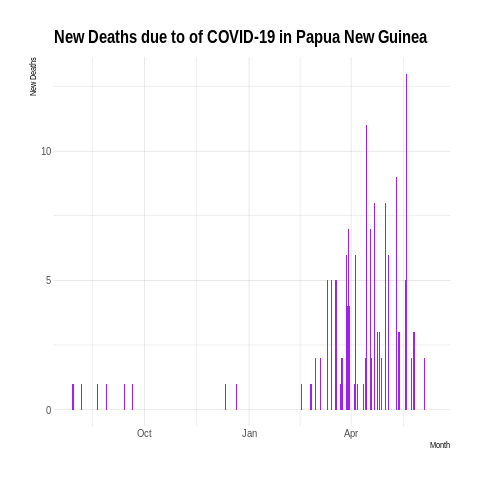 New Deaths due to of COVID-19 in Papua New Guinea
New Deaths
10
5
0
Oct Jan Apr
Month